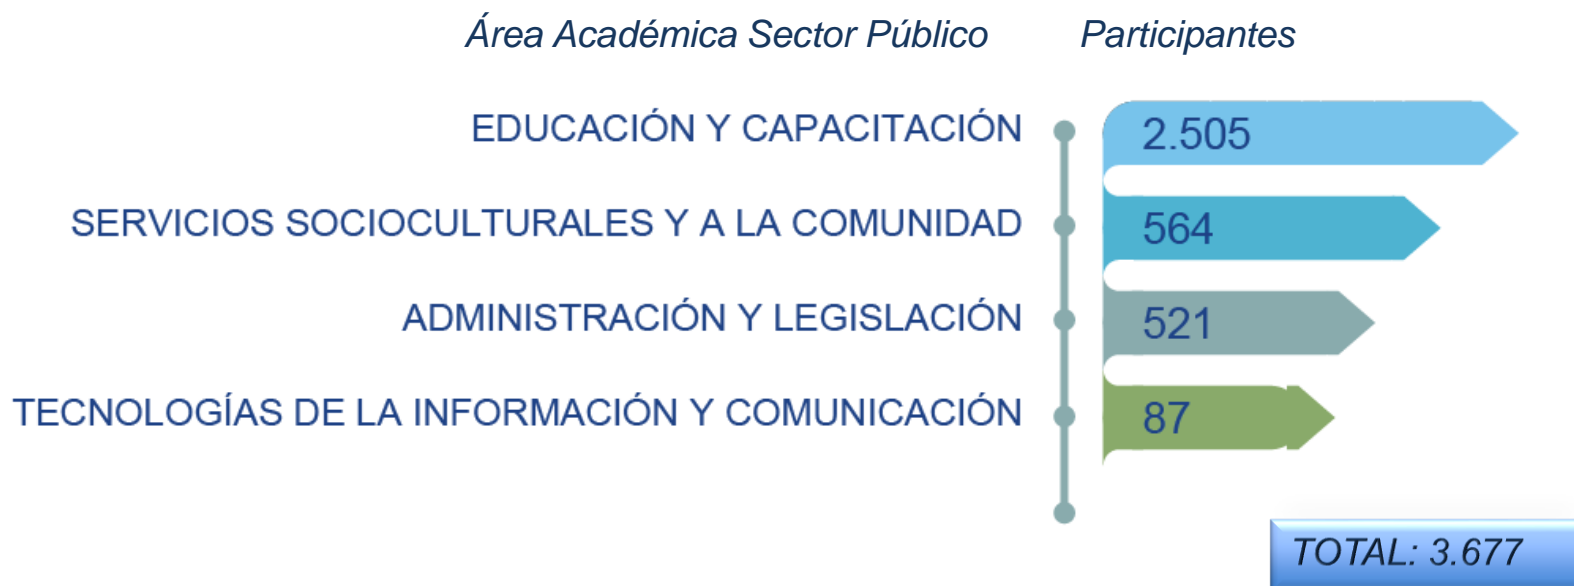 Área Académica Sector Público Participantes
EDUCACIÓN Y CAPACITACIÓN 2.505
SERVICIOS SOCIOCULTURALES Y A LA COMUNIDAD 564
ADMINISTRACIÓN Y LEGISLACIÓN 521
TECNOLOGÍAS DE LA INFORMACIÓN Y COMUNICACIÓN 87
TOTAL: 3.677